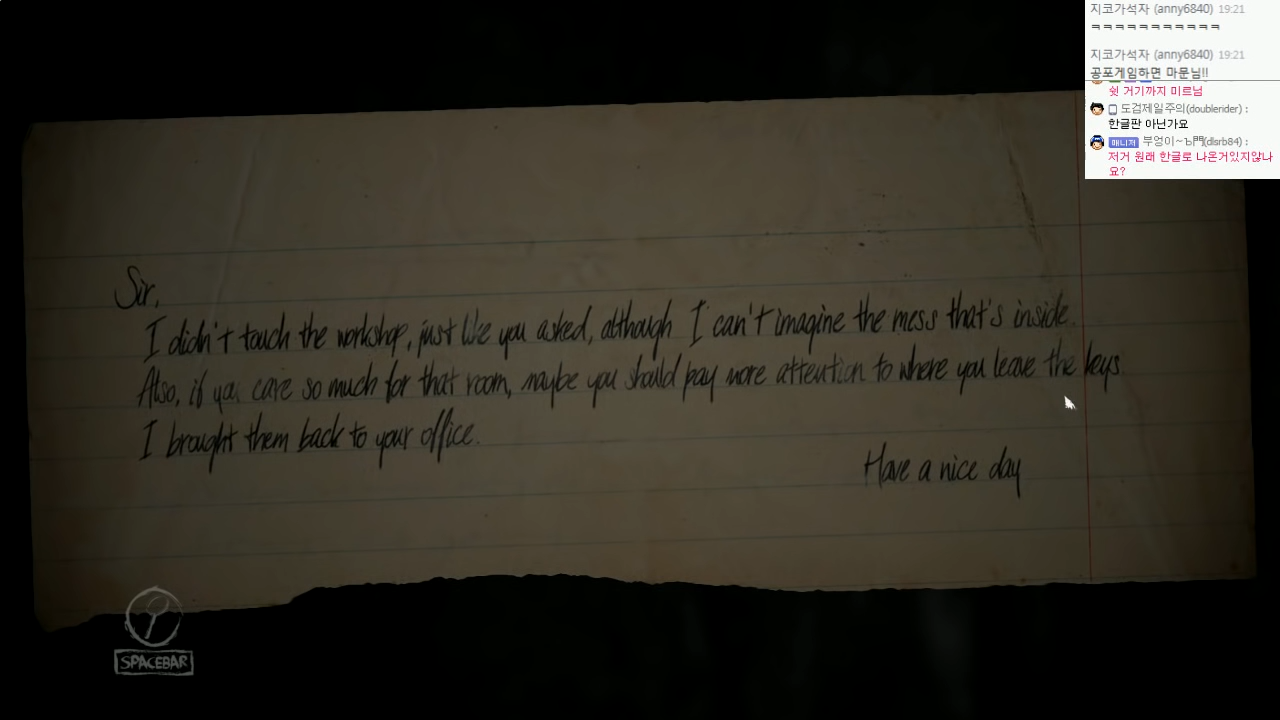 지코가석자 (anny6840) 19:21
ㅋㅋㅋㅋㅋㅋㅋㅋㅋㅋㅋ
지코가석자 (anny6840) 19:21
공포게임하면 마문님!!
쉿 거기까지 미르님
도검제일주의(doublerider) :
한글판 아닌가요
매니저 부엉이~ъ門(dlsrb84) :
저거 원래 한글로 나온거있지않나
요?
Sir,
I didn't touch the workshop, just like you asked, although I can't imagine the mess that's inside.
Also, if you care so much for that room, maybe you should pay more attention to where you leave the keys.
I brought them back to your office.
Have a nice day
SPACEBAR